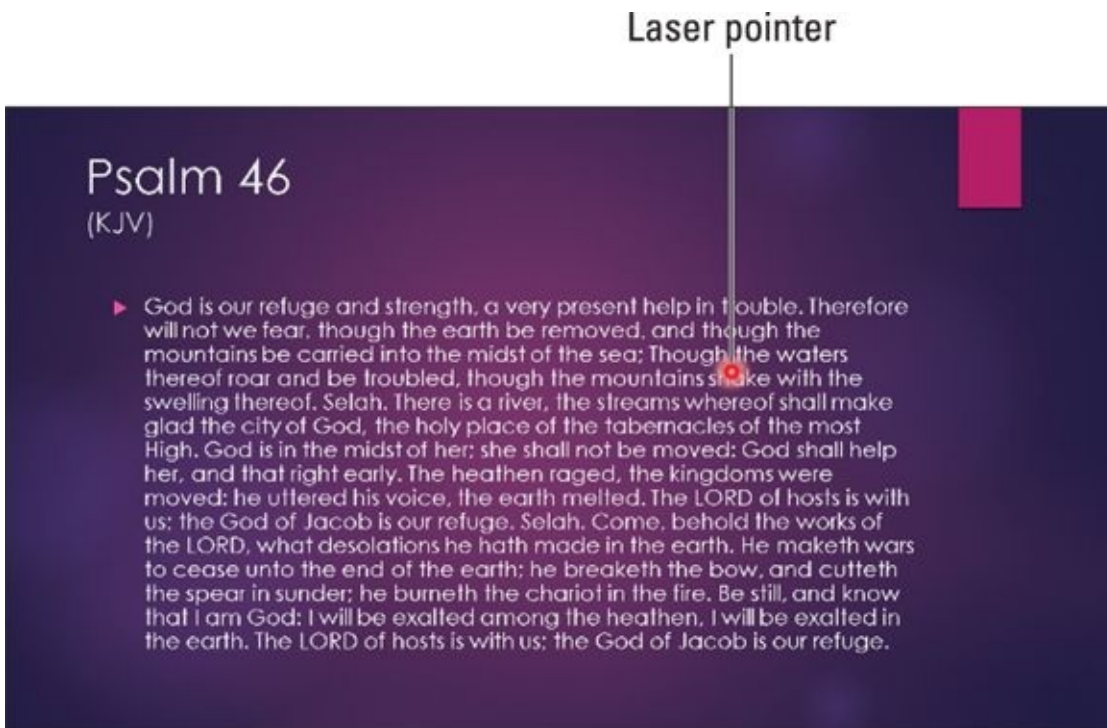 Laser pointer
Psalm 46
(KJV)
God is our refuge and strength, a very present help in trouble. Therefore
will not we fear, though the earth be removed, and though the
mountains be carried into the midst of the sea; Though the waters
thereof roar and be troubled, though the mountains shake with the
swelling thereof. Selah. There is a river, the streams whereof shall make
glad the city of God, the holy place of the tabernacles of the most
High. God is in the midst of her; she shall not be moved: God shall help
her, and that right early. The heathen raged, the kingdoms were
moved: he uttered his voice, the earth melted. The LORD of hosts is with
us; the God of Jacob is our refuge. Selah. Come, behold the works of
the LORD, what desolations he hath made in the earth. He maketh wars
to cease unto the end of the earth; he breaketh the bow, and cutteth
the spear in sunder; he burneth the chariot in the fire. Be still, and know
that I am God: I will be exalted among the heathen, I will be exalted in
the earth. The LORD of hosts is with us; the God of Jacob is our refuge.